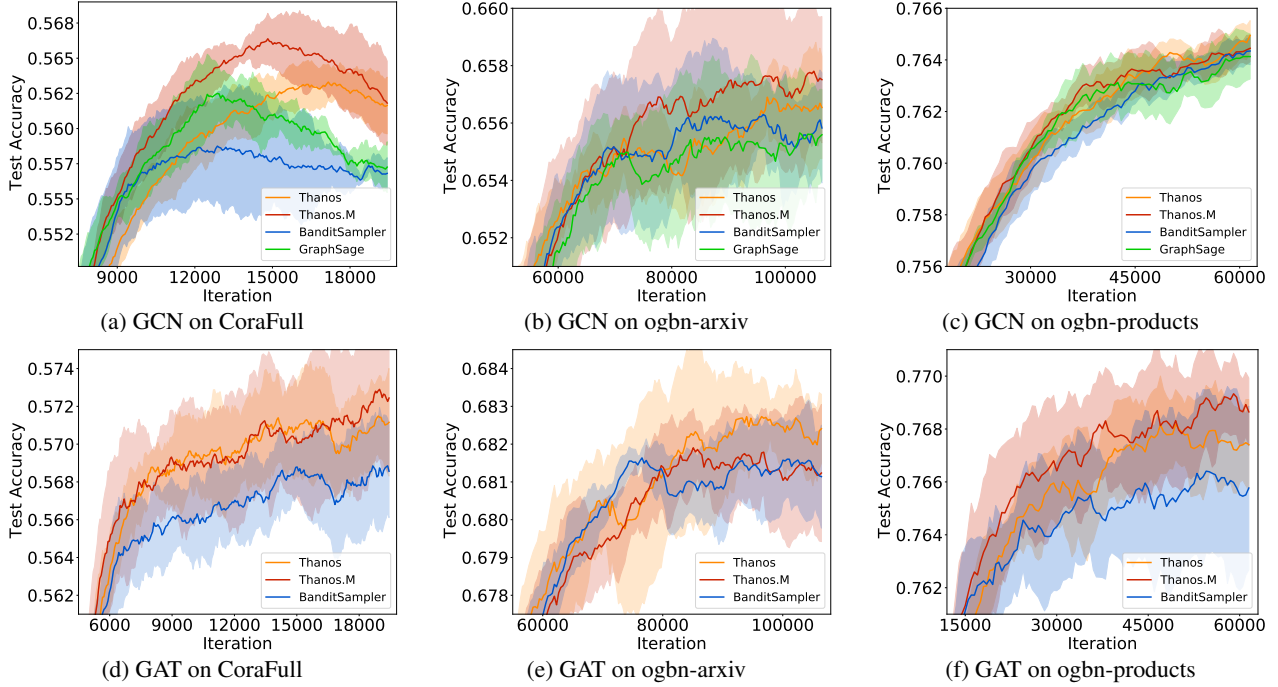 0.568
0.565
0.562
0.560
0.557
0.555
0.552
Test Accuracy
9000 12000 15000 18000
Iteration
Thanos
Thanos.M
BanditSampler
GraphSage
(a) GCN on CoraFull
0.660
0.658
0.656
0.654
0.652
Test Accuracy
60000 80000 100000
Iteration
Thanos
Thanos.M
BanditSampler
GraphSage
(b) GCN on ogbn-arxiv
0.766
0.764
0.762
0.760
0.758
0.756
Test Accuracy
30000 45000 60000
Iteration
Thanos
Thanos.M
BanditSampler
GraphSage
(c) GCN on ogbn-products
0.574
0.572
0.570
0.568
0.566
0.564
0.562
Test Accuracy
6000 9000 12000 15000 18000
Iteration
Thanos
Thanos.M
BanditSampler
(d) GAT on CoraFull
0.684
0.683
0.682
0.681
0.680
0.679
0.678
Test Accuracy
60000 80000 100000
Iteration
Thanos
Thanos.M
BanditSampler
(e) GAT on ogbn-arxiv
0.770
0.768
0.766
0.764
0.762
Test Accuracy
15000 30000 45000 60000
Iteration
Thanos
Thanos.M
BanditSampler
(f) GAT on ogbn-products